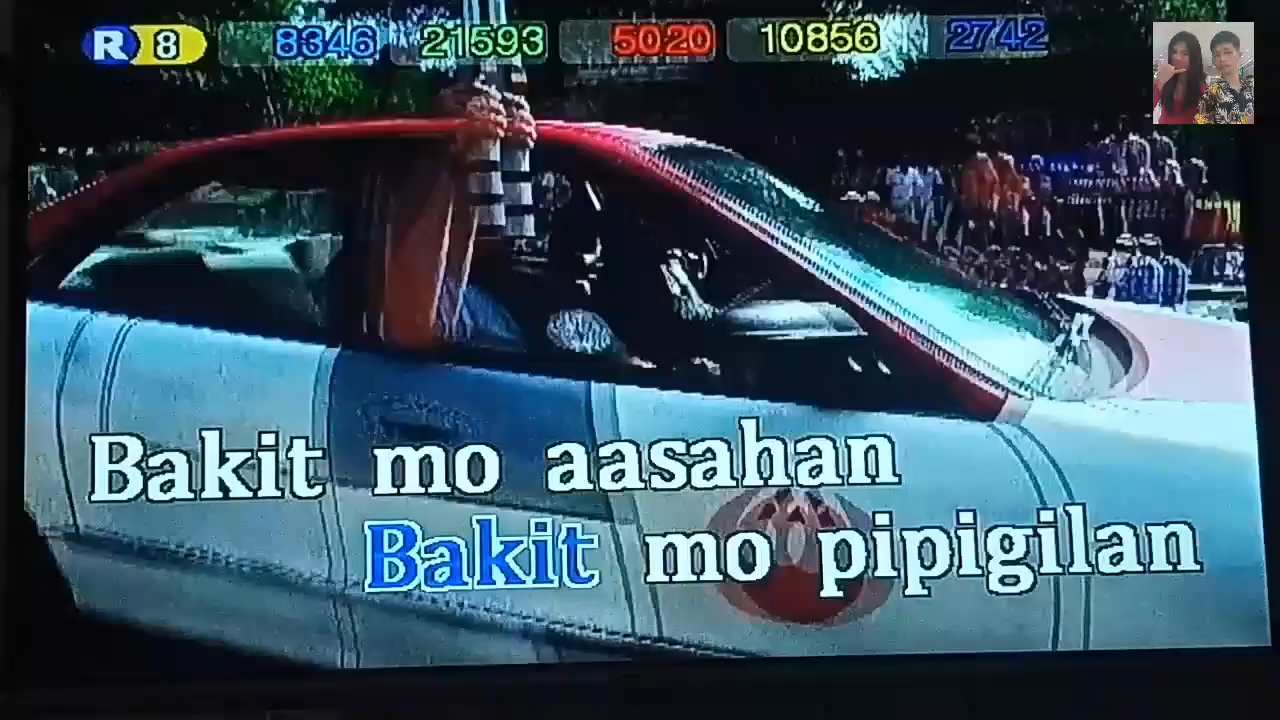 R 8 8346 21593 5020 10856 2742
Bakit mo aasahan
Bakit mo pipigilan